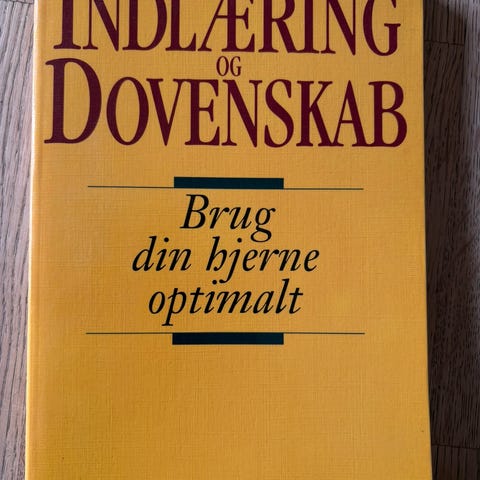 INDLÆRING
OG
DOVENSKAB
Brug
din hjerne
optimalt